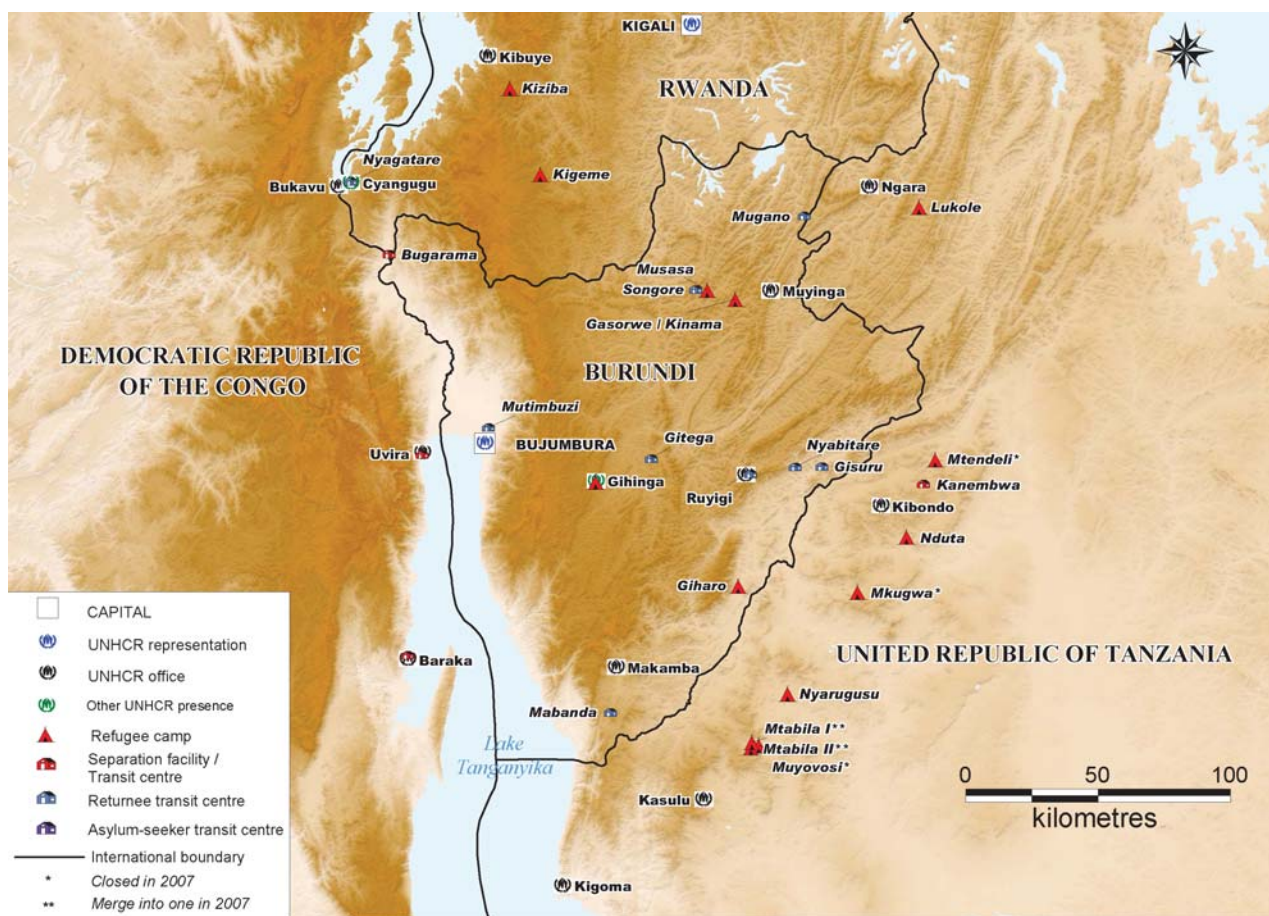 KIGALI
Kibuye
RWANDA
Kiziba
Nyagatare
Bukavu
Cyangugu
Kigeme
Ngara
Lukole
Mugano
Bugarama
Musasa
Songore
Muyinga
Gasorwe / Kinama
DEMOCRATIC REPUBLIC
OF THE CONGO
BURUNDI
Mutimbuzi
BUJUMBURA
Gitega
Nyabitare
Uvira
Gisuru
Mtendeli*
Gihinga
Ruyigi
Kanembwa
Kibondo
Nduta
Giharo
Mkugwa*
Baraka
Makamba
UNITED REPUBLIC OF TANZANIA
Nyarugusu
Mabanda
Mtabila I**
Mtabila II**
Muyovosi*
Lake
Tanganyika
Kasulu
Kigoma
0 50 100
kilometres
CAPITAL
UNHCR representation
UNHCR office
Other UNHCR presence
Refugee camp
Separation facility /
Transit centre
Returnee transit centre
Asylum-seeker transit centre
International boundary
* Closed in 2007
** Merge into one in 2007